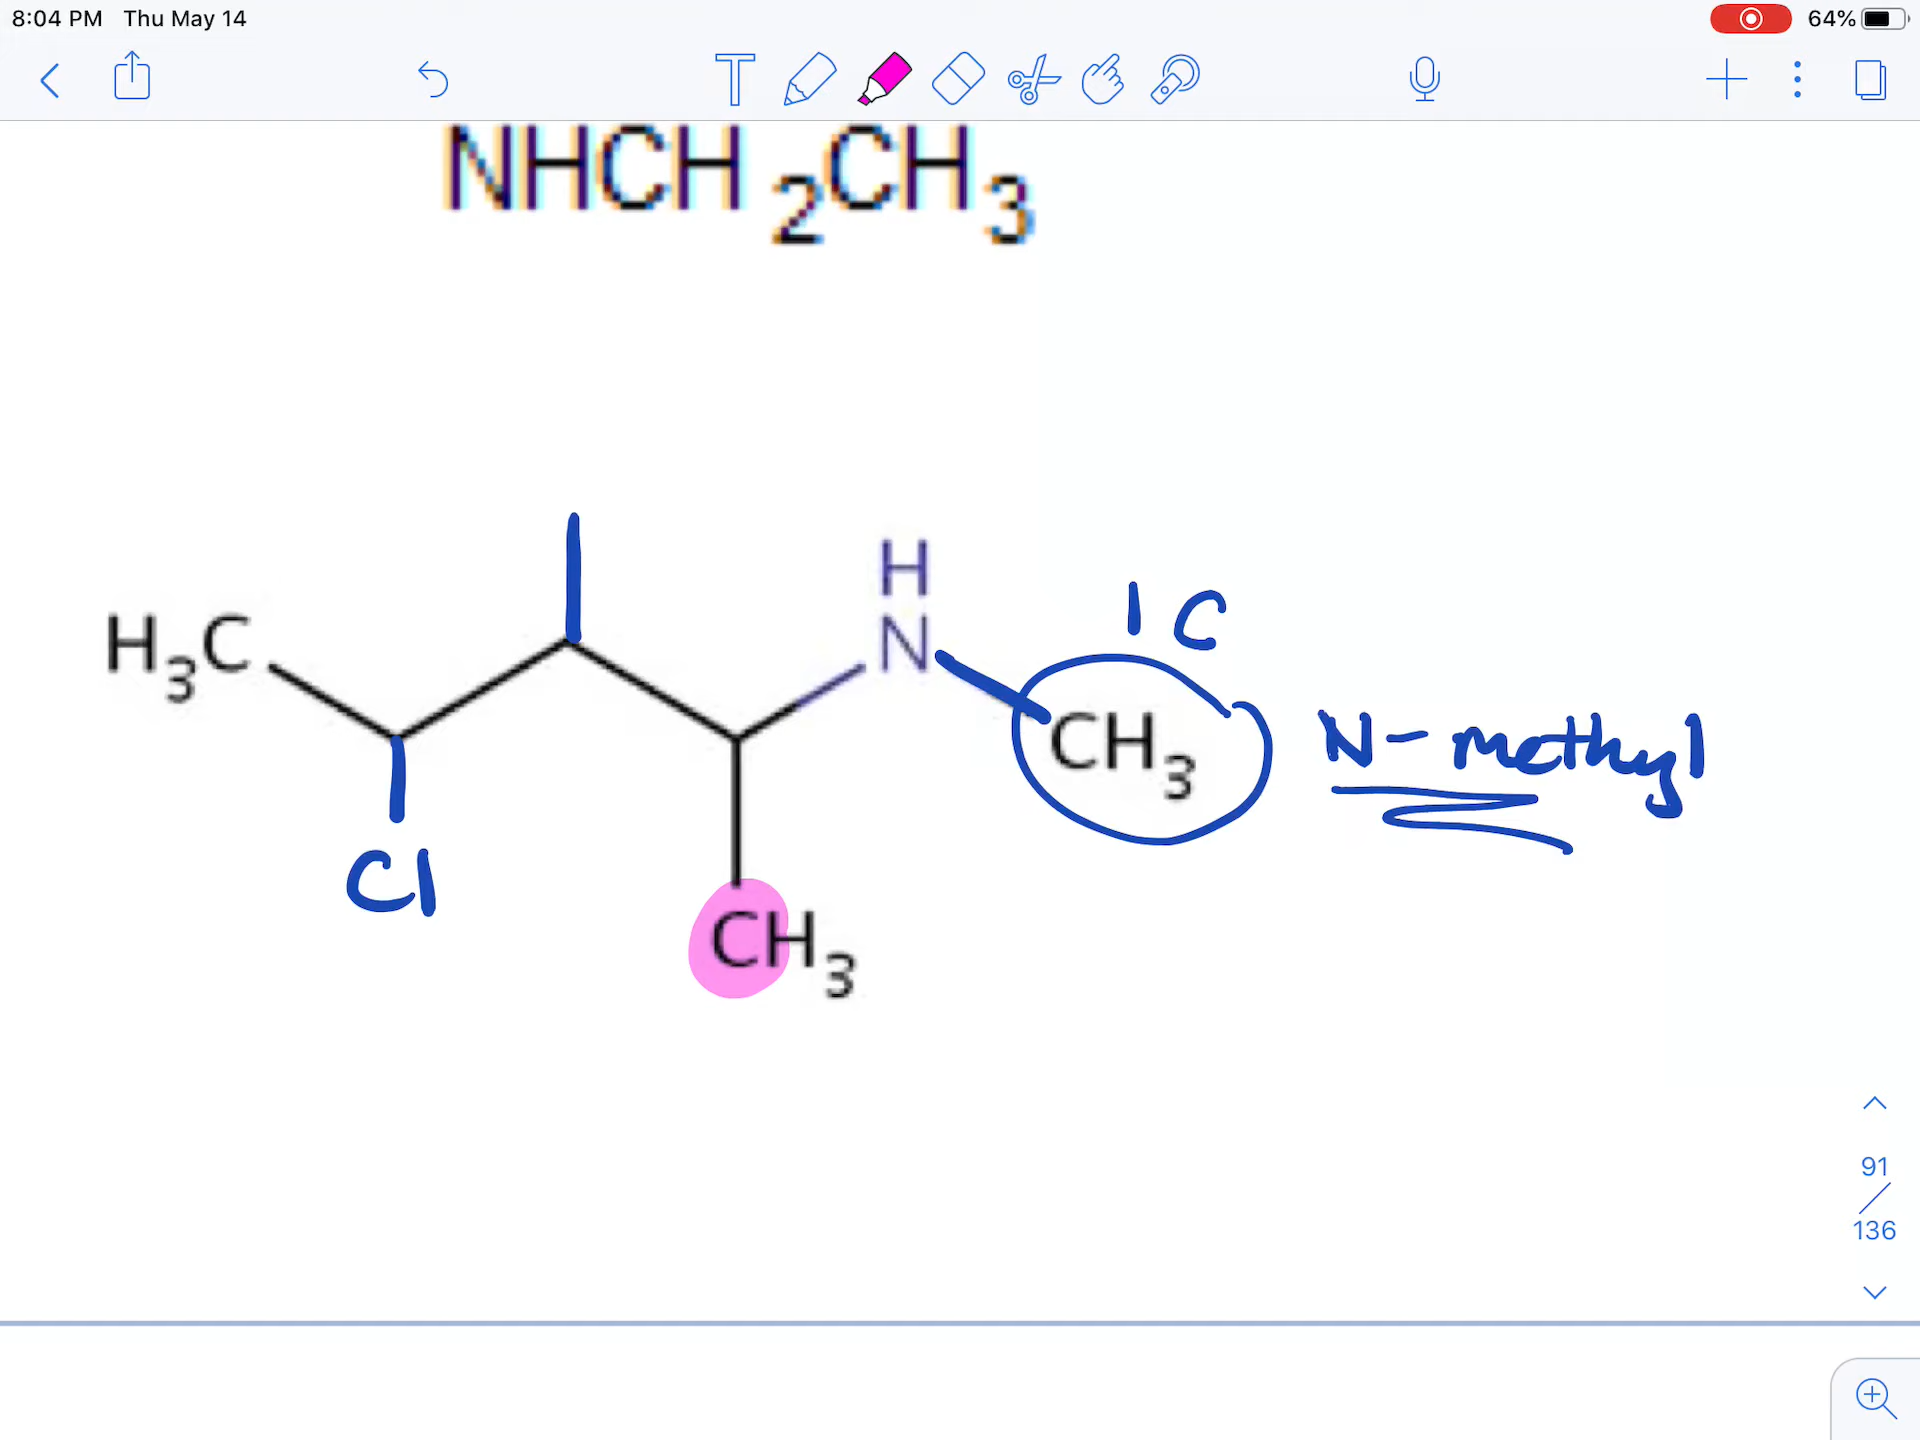 8:04 PM Thu May 14 64%
T
NHCH2CH3
H
H3C N 1 C
CH3 N-methyl
Cl
CH3
91
/
136